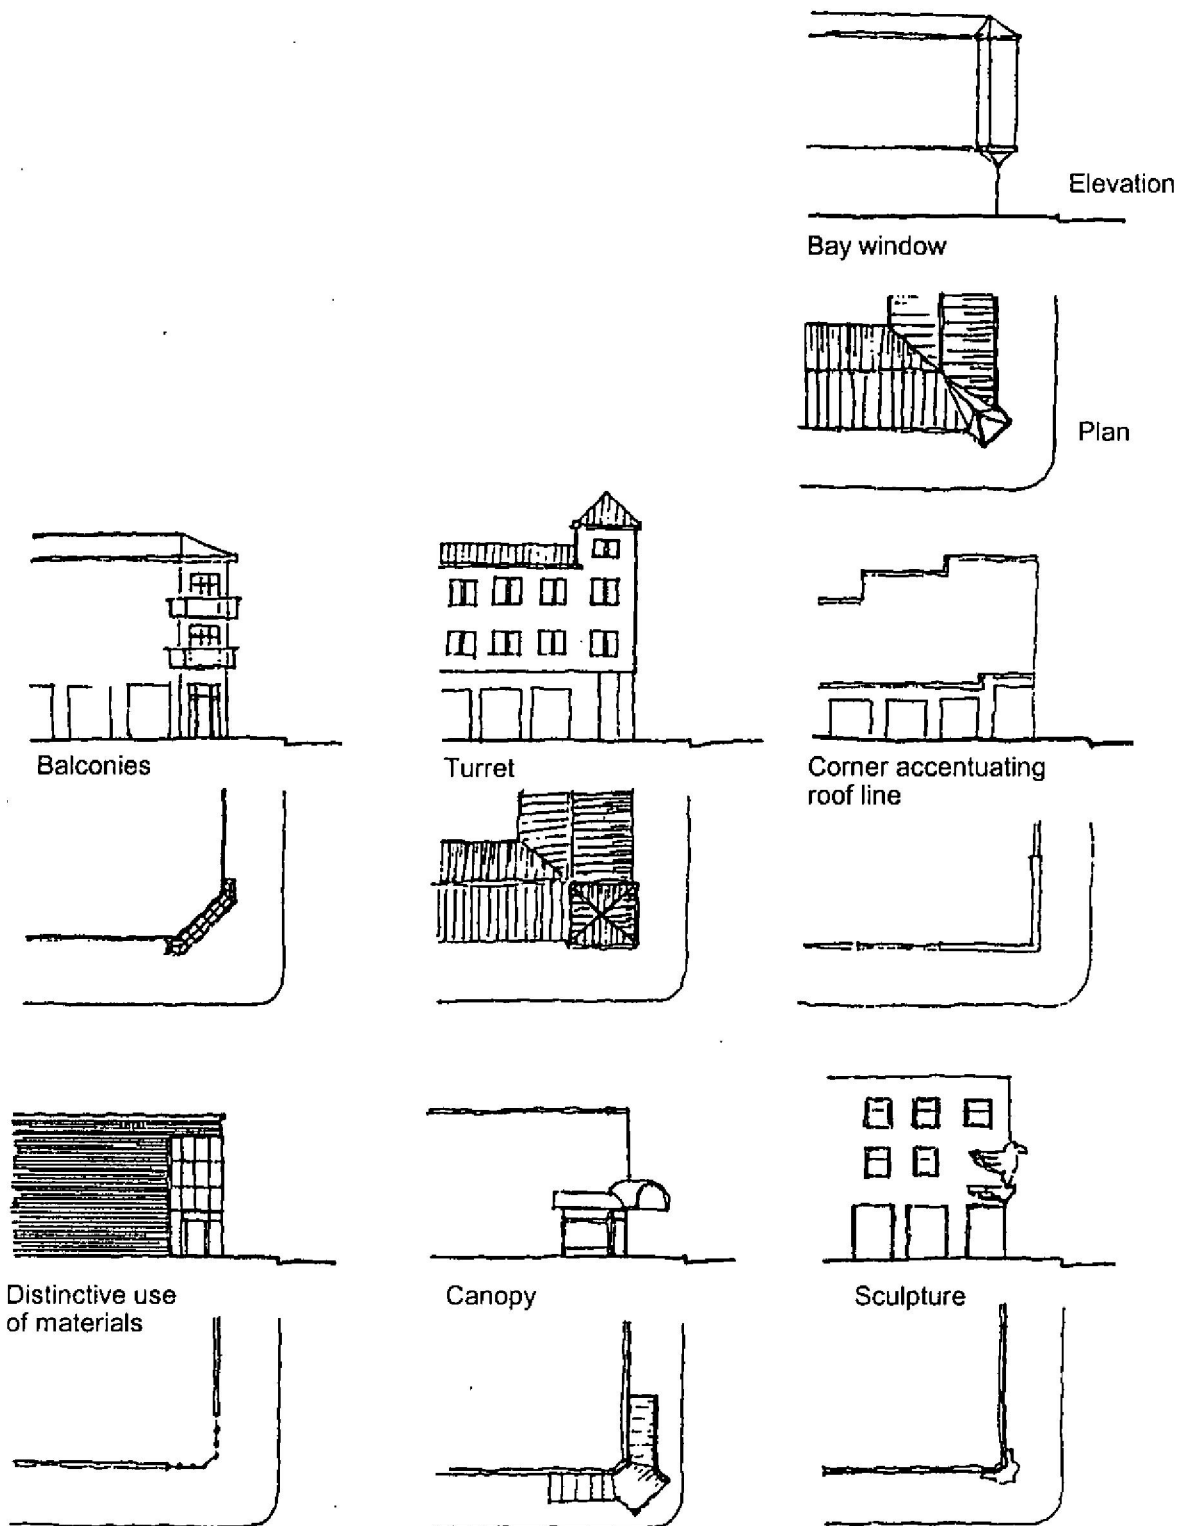 Elevation
Bay window
Plan
Balconies
Turret
Corner accentuating
roof line
Distinctive use
of materials
Canopy
Sculpture